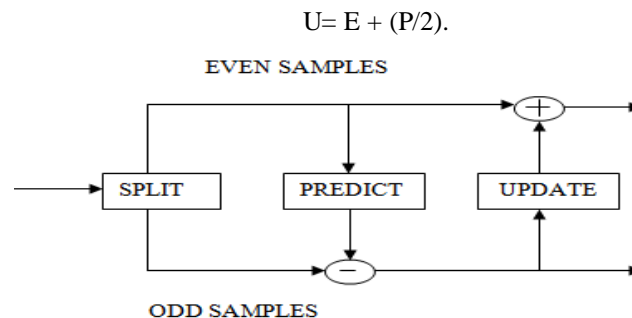 U= E + (P/2).
EVEN SAMPLES
+
SPLIT PREDICT UPDATE
-
ODD SAMPLES